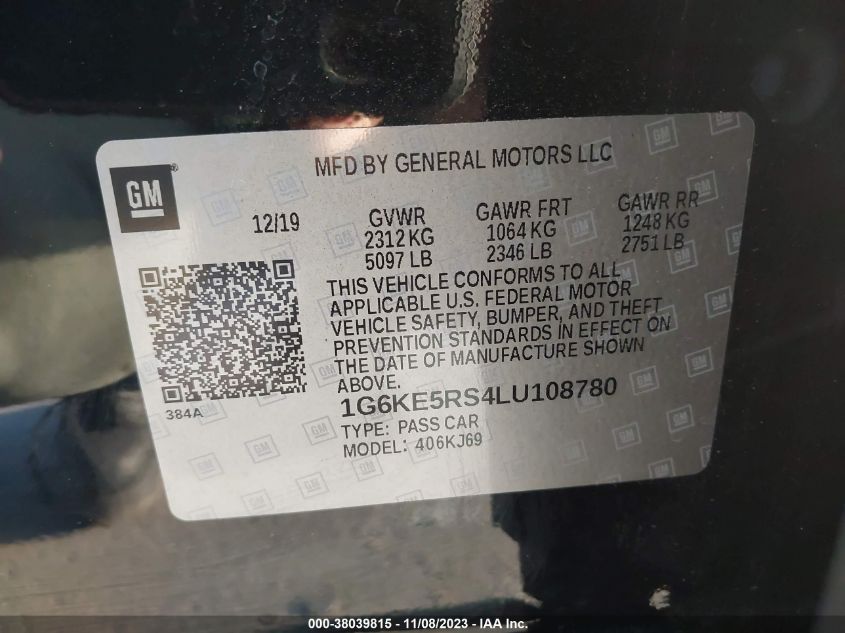 MFD BY GENERAL MOTORS LLC
GM®
12/19
GVWR
2312 KG
5097 LB
GAWR FRT
1064 KG
2346 LB
GAWR RR
1248 KG
2751 LB
THIS VEHICLE CONFORMS TO ALL
APPLICABLE U.S. FEDERAL MOTOR
VEHICLE SAFETY, BUMPER, AND THEFT
PREVENTION STANDARDS IN EFFECT ON
THE DATE OF MANUFACTURE SHOWN
ABOVE.
384A
1G6KE5RS4LU108780
TYPE: PASS CAR
MODEL: 406KJ69
000-38039815 - 11/08/2023 - IAA Inc.